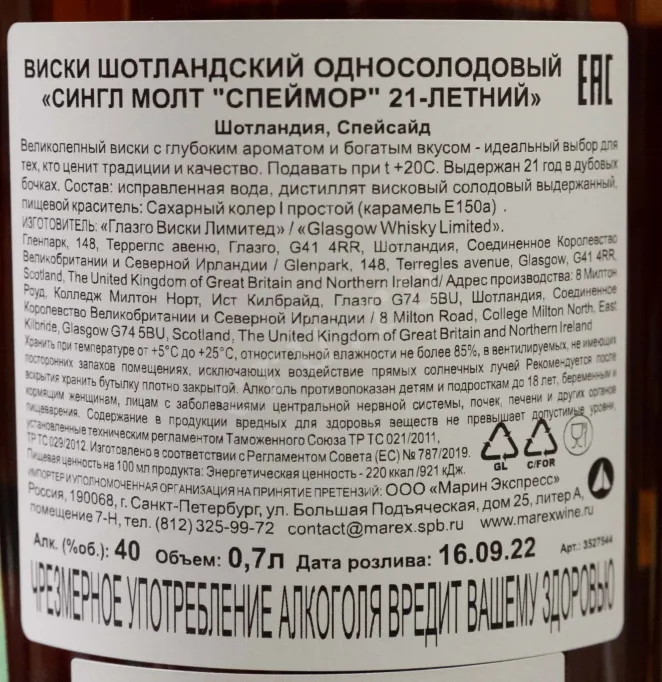 ВИСКИ ШОТЛАНДСКИЙ ОДНОСОЛОДОВЫЙ
«СИНГЛ МОЛТ "СПЕЙМОР" 21-ЛЕТНИЙ»
EAC
Шотландия, Спейсайд
Великолепный виски с глубоким ароматом и богатым вкусом - идеальный выбор для
тех, кто ценит традиции и качество. Подавать при t +20С. Выдержан 21 год в дубовых
бочках. Состав: исправленная вода, дистиллят висковый солодовый выдержанный,
пищевой краситель: Сахарный колер I простой (карамель Е150а) .
ИЗГОТОВИТЕЛЬ: «Глазго Виски Лимитед» / «Glasgow Whisky Limited».
Гленпарк, 148, Терреглс авеню, Глазго, G41 4RR, Шотландия, Соединенное Королевство
Великобритании и Северной Ирландии / Glenpark, 148, Terregles avenue, Glasgow, G41 4RR,
Scotland, The United Kingdom of Great Britain and Northern Ireland/ Адрес производства: 8 Милтон
Роуд, Колледж Милтон Норт, Ист Килбрайд, Глазго G74 5BU, Шотландия, Соединенное
Королевство Великобритании и Северной Ирландии / 8 Milton Road, College Milton North, East
Kilbride, Glasgow G74 5BU, Scotland, The United Kingdom of Great Britain and Northern Ireland
Хранить при температуре от +5°С до +25°С, относительной влажности не более 85%, в вентилируемых, не имеющих
посторонних запахов помещениях, исключающих воздействие прямых солнечных лучей Рекомендуется после
вскрытия хранить бутылку плотно закрытой. Алкоголь противопоказан детям и подросткам до 18 лет, беременным и
кормящим женщинам, лицам с заболеваниями центральной нервной системы, почек, печени и других органов
пищеварения. Содержание в продукции вредных для здоровья веществ не превышает допустимые уровни,
установленные техническим регламентом Таможенного Союза ТР ТС 021/2011,
ТР ТС 029/2012. Изготовлено в соответствии с Регламентом Совета (ЕС) № 787/2019.
Пищевая ценность на 100 мл продукта: Энергетическая ценность - 220 ккал /921 кДж.
GL C/FOR
ИМПОРТЕР И УПОЛНОМОЧЕННАЯ ОРГАНИЗАЦИЯ НА ПРИНЯТИЕ ПРЕТЕНЗИЙ: ООО «Марин Экспресс»
Россия, 190068, г. Санкт-Петербург, ул. Большая Подъяческая, дом 25, литер А,
помещение 7-Н, тел. (812) 325-99-72 contact@marex.spb.ru www.marexwine.ru
Алк. (%об.): 40 Объем: 0,7л Дата розлива: 16.09.22 Арт.: 3527544
ЧРЕЗМЕРНОЕ УПОТРЕБЛЕНИЕ АЛКОГОЛЯ ВРЕДИТ ВАШЕМУ ЗДОРОВЬЮ